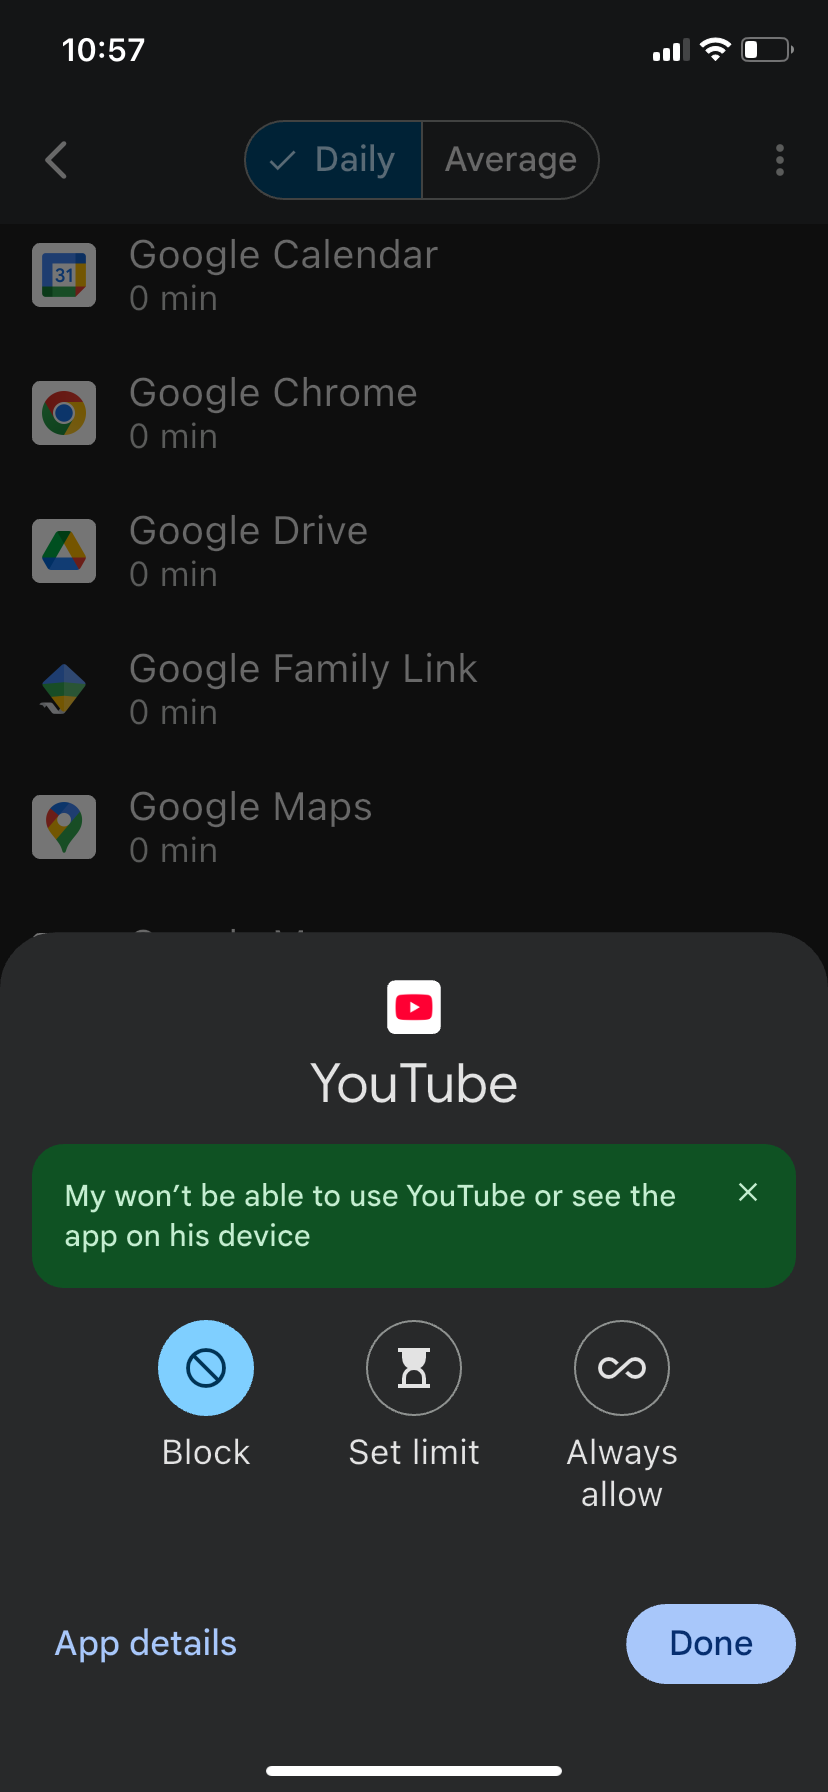 10:57
Daily
Average
31
Google Calendar
0 min
Google Chrome
0 min
Google Drive
0 min
Google Family Link
0 min
Google Maps
0 min
YouTube
My won’t be able to use YouTube or see the
app on his device
Block
Set limit
Always
allow
App details
Done